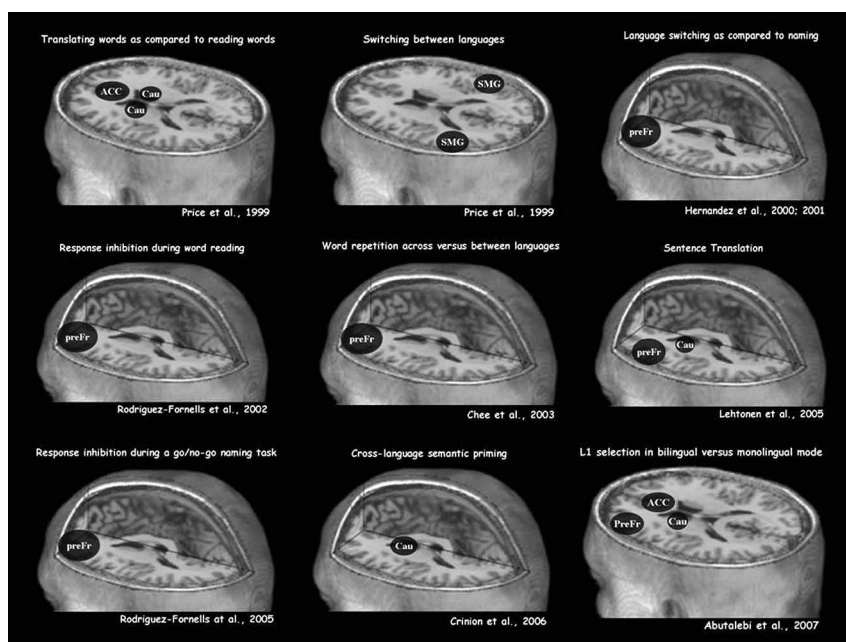 Translating words as compared to reading words
Switching between languages
Language switching as compared to naming
ACC
Cau
Cau
SMG
SMG
preFr
Price et al., 1999
Price et al., 1999
Hernandez et al., 2000; 2001
Response inhibition during word reading
Word repetition across versus between languages
Sentence Translation
preFr
preFr
preFr
Cau
Rodriguez-Fornells et al., 2002
Chee et al., 2003
Lehtonen et al., 2005
Response inhibition during a go/no-go naming task
Cross-language semantic priming
L1 selection in bilingual versus monolingual mode
preFr
Cau
ACC
PreFr
Cau
Rodriguez-Fornells at al., 2005
Crinion et al., 2006
Abutalebi et al., 2007